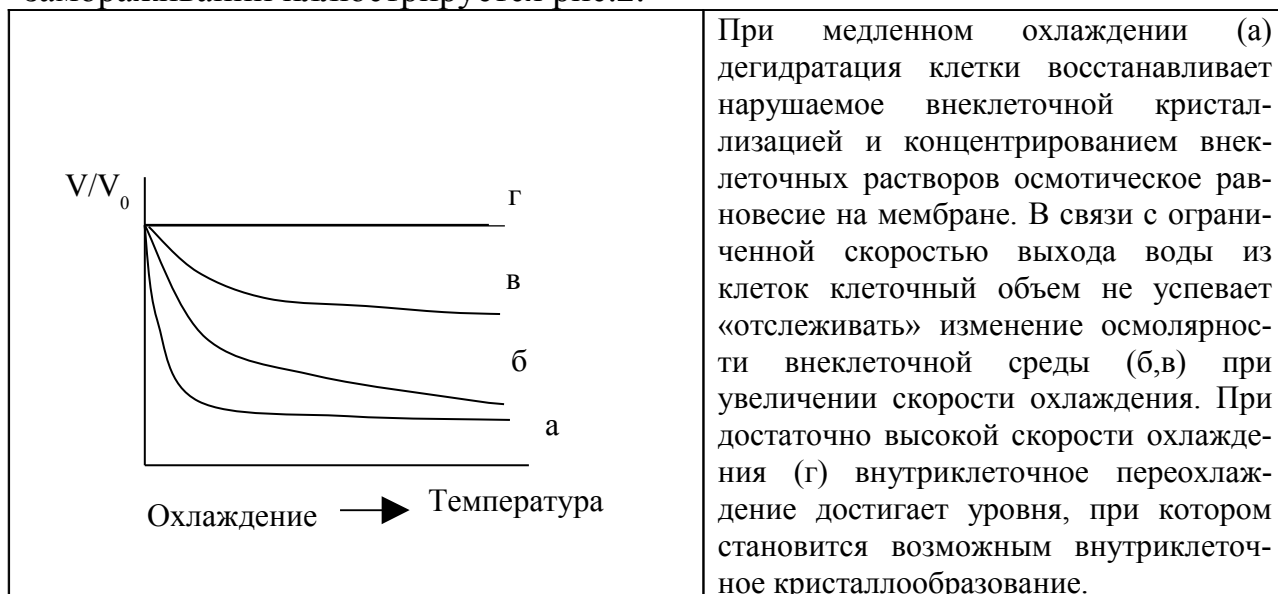 замораживании иллюстрируется рис.2.
V/V0
г
в
б
а
Охлаждение
Температура
При медленном охлаждении (а)
дегидратация клетки восстанавливает
нарушаемое внеклеточной кристал-
лизацией и концентрированием внек-
леточных растворов осмотическое рав-
новесие на мембране. В связи с ограни-
ченной скоростью выхода воды из
клеток клеточный объем не успевает
«отслеживать» изменение осмолярнос-
ти внеклеточной среды (б,в) при
увеличении скорости охлаждения. При
достаточно высокой скорости охлажде-
ния (г) внутриклеточное переохлаж-
дение достигает уровня, при котором
становится возможным внутриклеточ-
ное кристаллообразование.